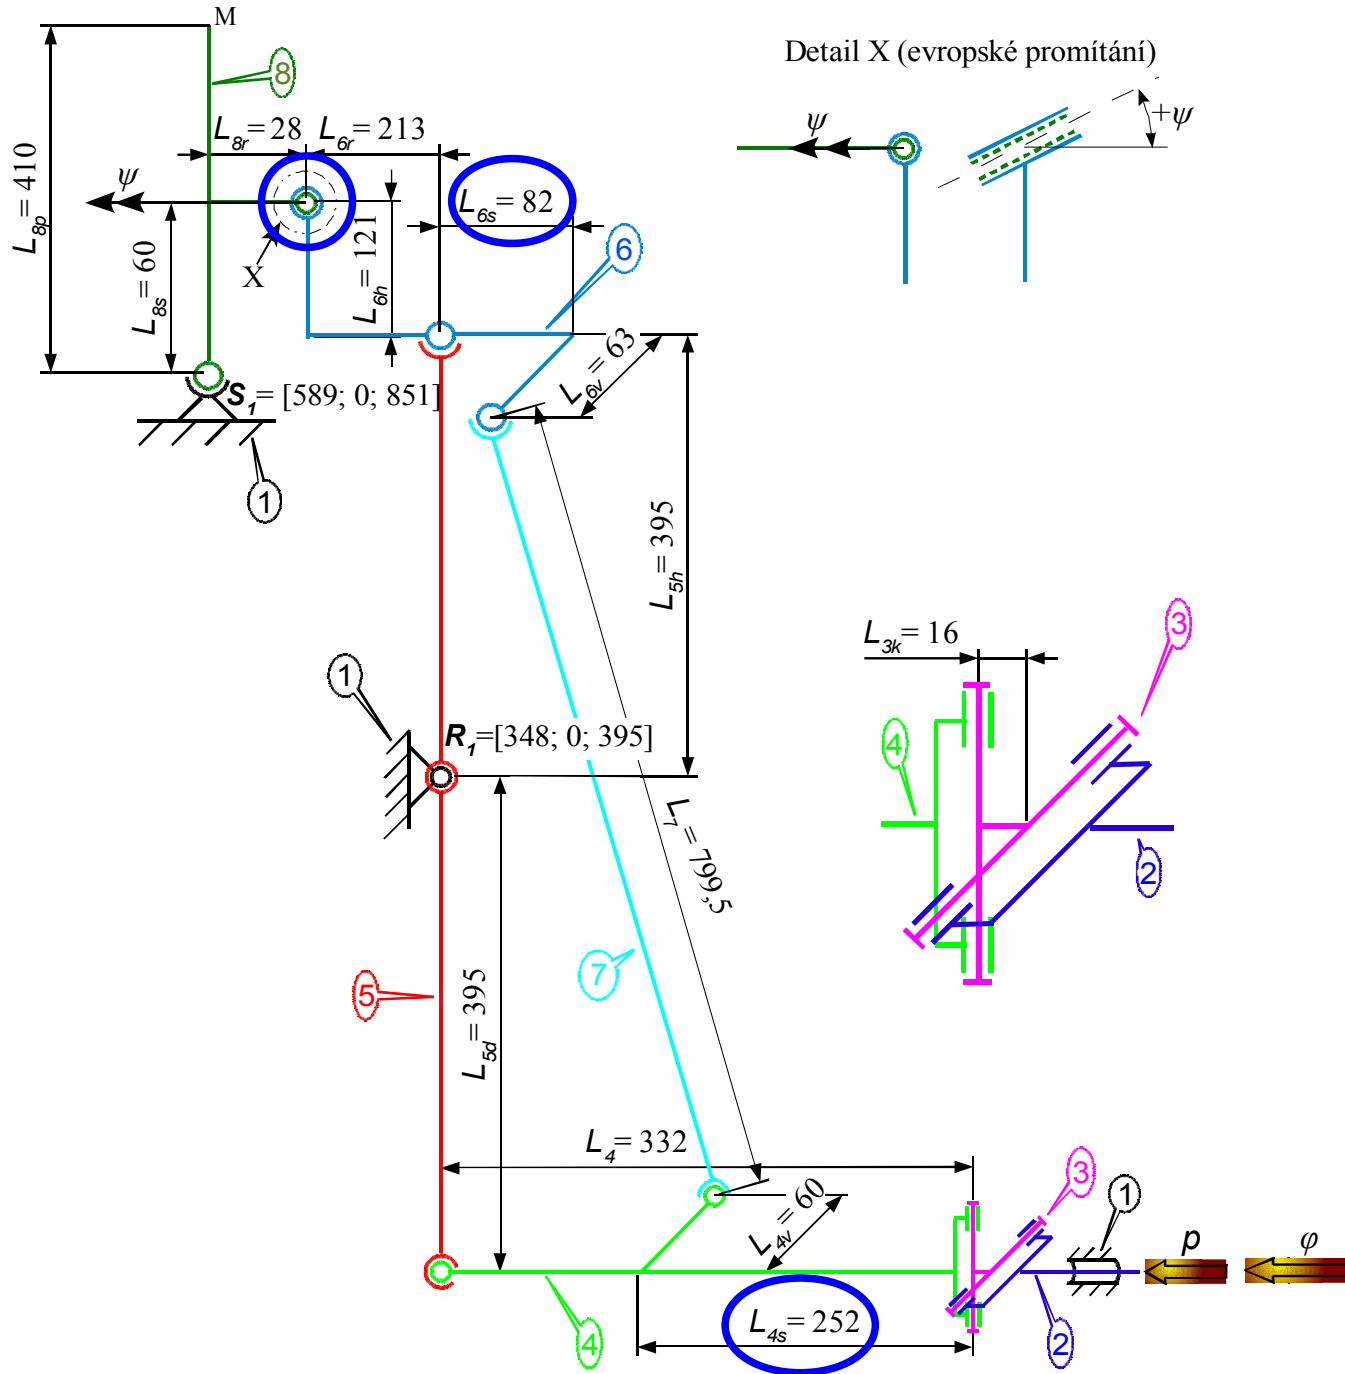 M
Detail X (evropské promítání)
8
L8r = 28
L6r = 213
ψ
+ψ
L8p = 410
ψ
L6s = 82
L8s = 60
X
L6h = 121
6
S1 = [589; 0; 851]
L6v = 63
1
L5h = 395
L3k = 16
3
1
R1=[348; 0; 395]
4
2
L7 = 799,5
7
5
L5d = 395
L4 = 332
L4v = 60
3
1
p
φ
L4s = 252
4
2